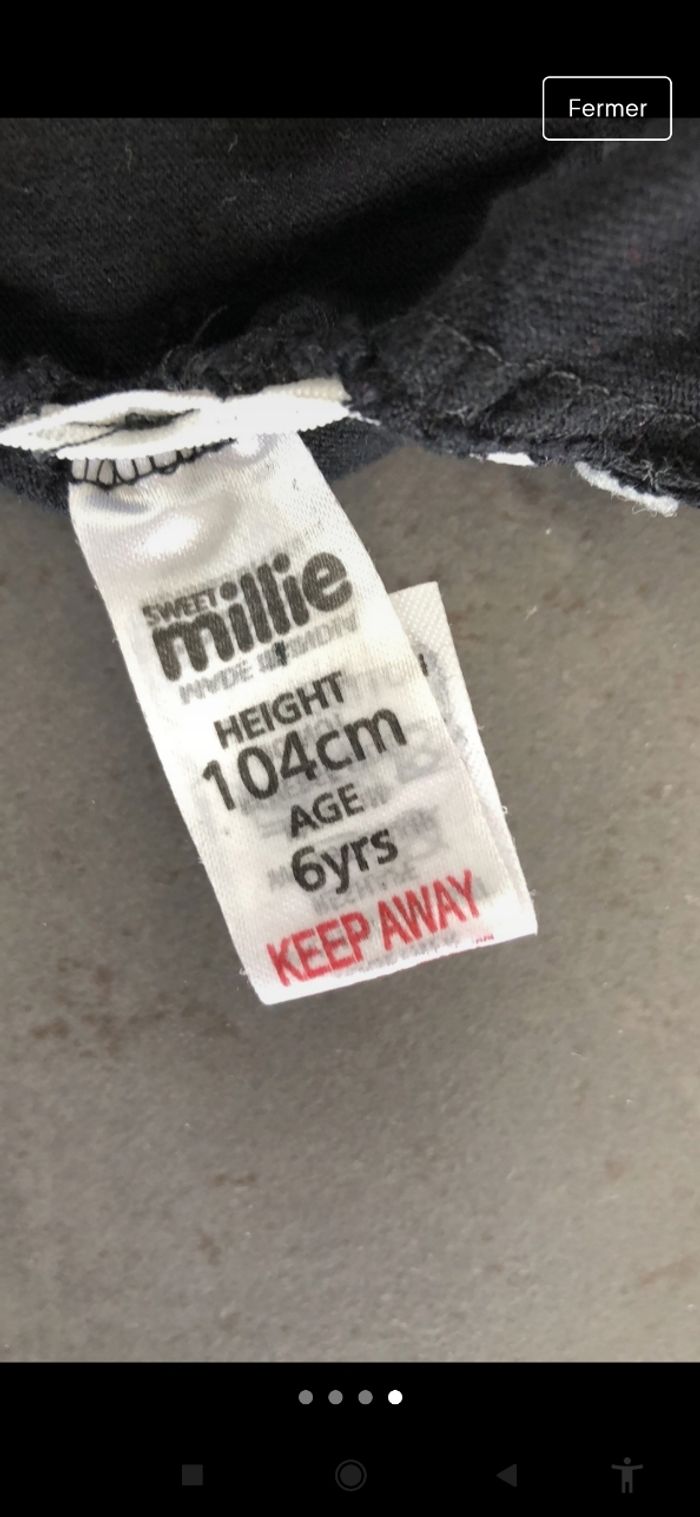 Fermer
SWEET
millie
HEIGHT
104cm
AGE
6yrs
KEEP AWAY